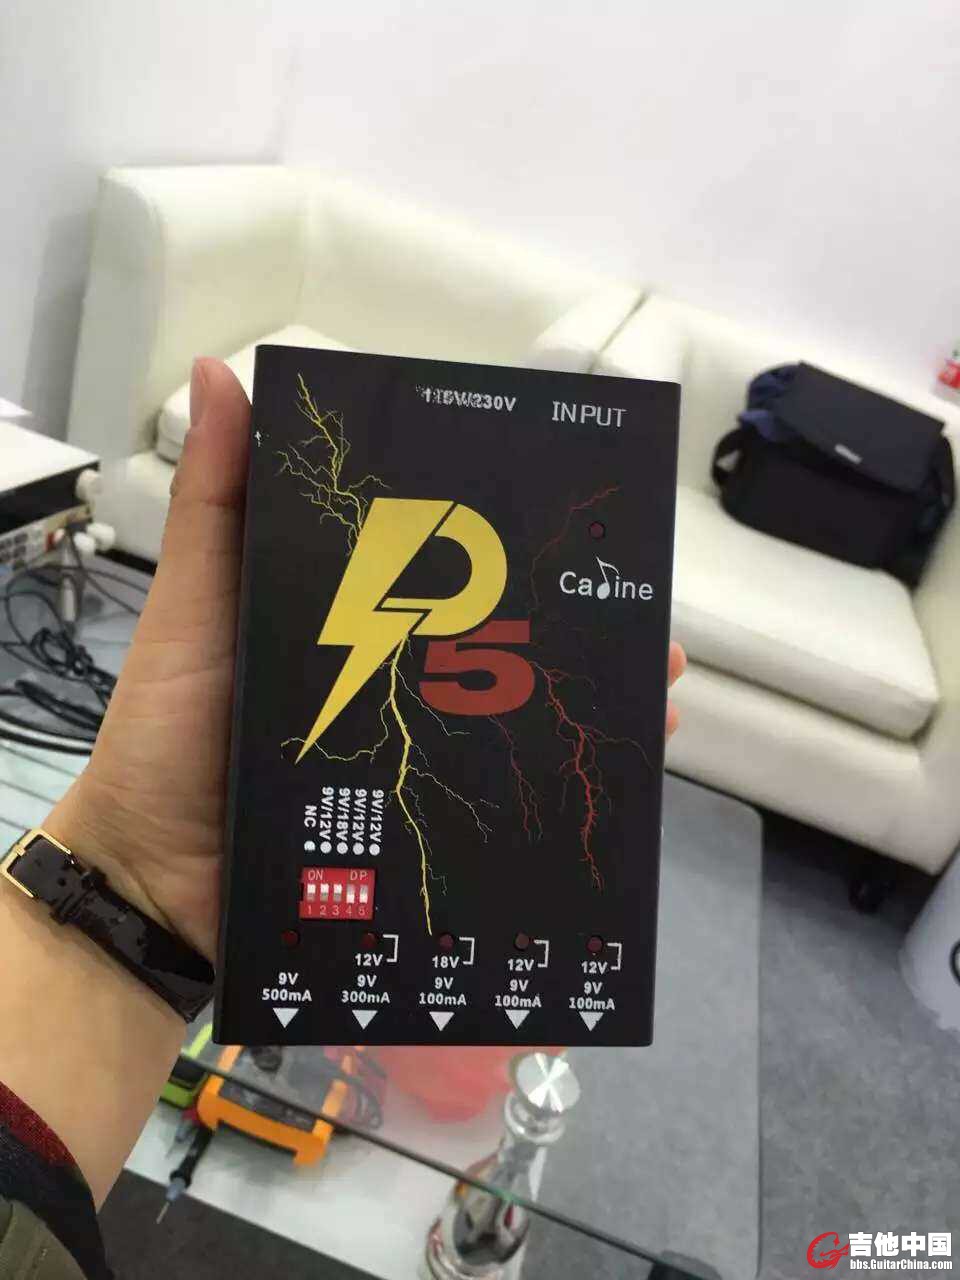 115V/230V
INPUT
Caline
P5
9V/12V
9V/12V
9V/18V
9V/12V
NC
ON DP
1 2 3 4 5
12V 18V 12V 12V
9V 9V 9V 9V 9V
500mA 300mA 100mA 100mA 100mA
吉他中国
bbs.GuitarChina.com